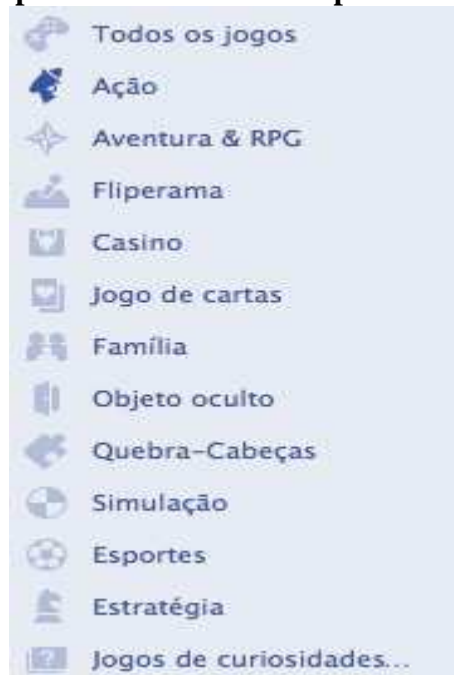 Todos os jogos
Ação
Aventura & RPG
Fliperama
Casino
Jogo de cartas
Família
Objeto oculto
Quebra-Cabeças
Simulação
Esportes
Estratégia
Jogos de curiosidades...